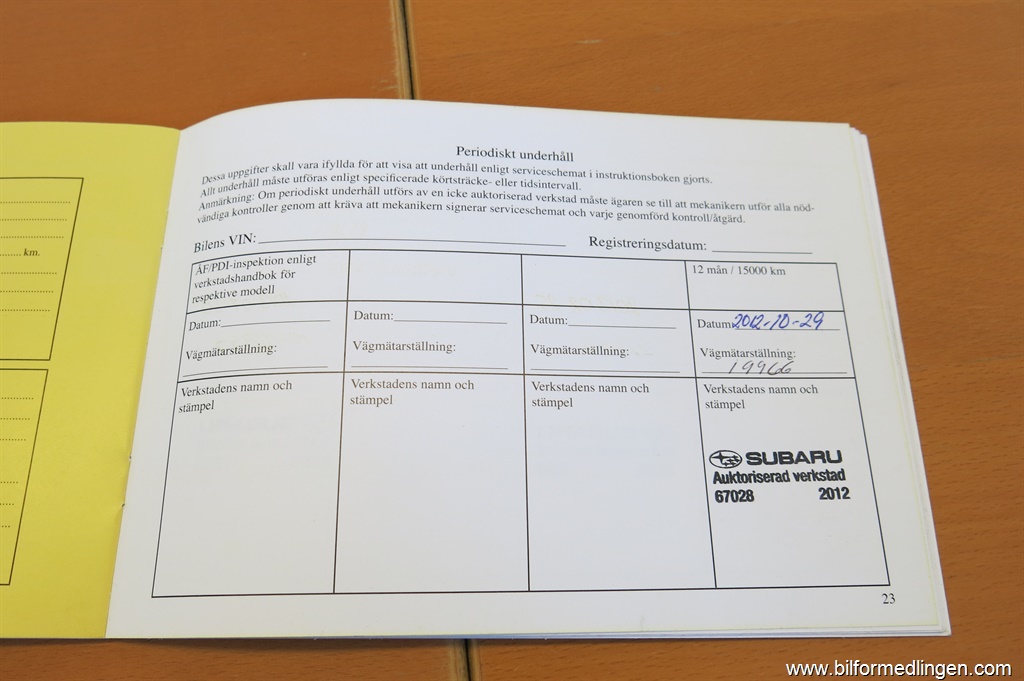 km.
Periodiskt underhåll
Dessa uppgifter skall vara ifyllda för att visa att underhåll enligt serviceschemat i instruktionsboken gjorts.
Allt underhåll måste utföras enligt specificerade körtsträcke- eller tidsintervall.
Anmärkning: Om periodiskt underhåll utförs av en icke auktoriserad verkstad måste ägaren se till att mekanikern utför alla nöd-
vändiga kontroller genom att kräva att mekanikern signerar serviceschemat och varje genomförd kontroll/åtgärd.
Bilens VIN: Registreringsdatum:
ÅF/PDI-inspektion enligt
verkstadshandbok för
respektive modell
12 mån / 15000 km
Datum: Datum: Datum: Datum: 2012-10-29
Vägmätarställning: Vägmätarställning: Vägmätarställning: Vägmätarställning:
19966
Verkstadens namn och
stämpel
Verkstadens namn och
stämpel
Verkstadens namn och
stämpel
Verkstadens namn och
stämpel
SUBARU
Auktoriserad verkstad
67028 2012
23
www.bilformedlingen.com